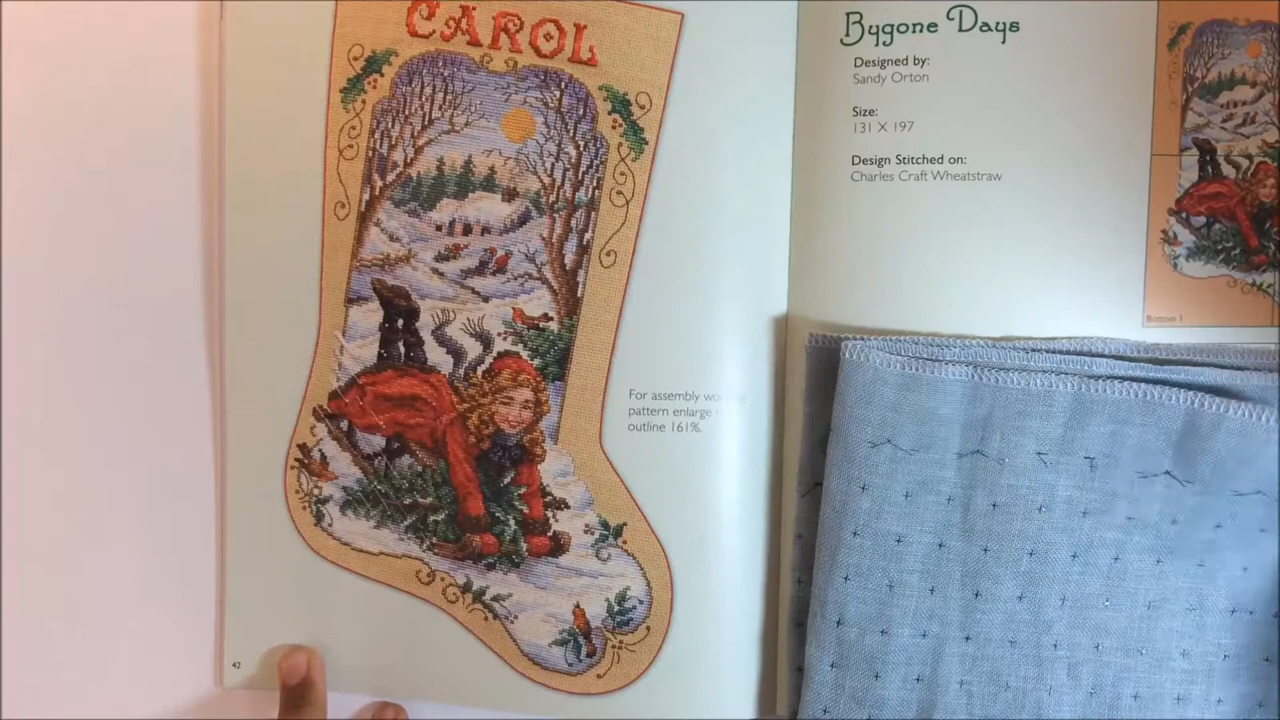 CAROL
For assembly
pattern enlarge
outline 161%.
42
Bygone Days
Designed by:
Sandy Orton
Size:
131 X 197
Design Stitched on:
Charles Craft Wheatstraw
Bottom 1